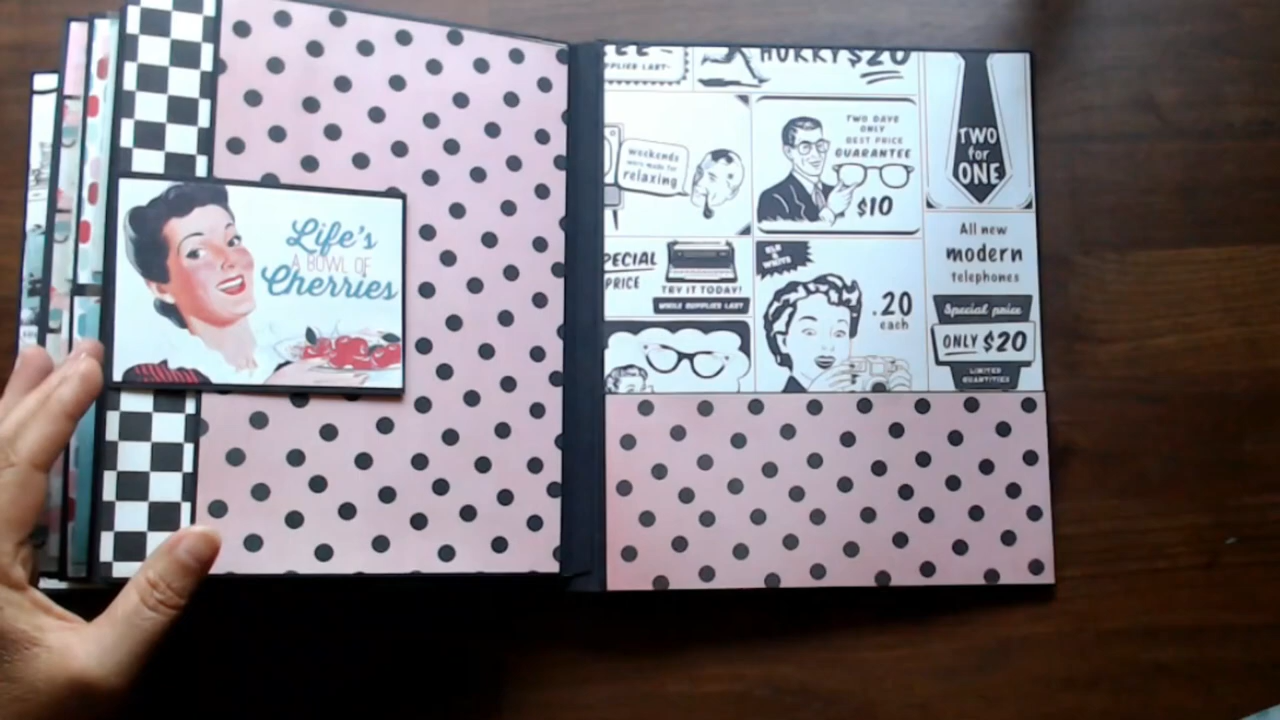 Life's
A BOWL OF
Cherries
PPLIES LAST
HURRY $20
weekends
were made for
relaxing
TWO DAYS
ONLY
BEST PRICE
GUARANTEE
$10
TWO
for
ONE
SPECIAL
PRICE
TRY IT TODAY!
WHILE SUPPLIES LAST
.20
each
All new
modern
telephones
Special price
ONLY $20
LIMITED
QUANTITIES